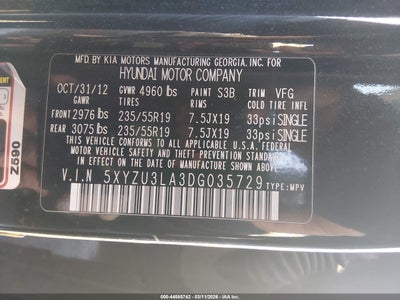 MFD. BY KIA MOTORS MANUFACTURING GEORGIA, INC. FOR
HYUNDAI MOTOR COMPANY
OCT/31/12 GVWR 4960 lbs PAINT S3B TRIM VFG
GAWR TIRES RIMS COLD TIRE INFL
FRONT 2976 lbs 235/55R19 7.5JX19 33psi SINGLE
REAR 3075 lbs 235/55R19 7.5JX19 33psi SINGLE
THIS VEHICLE CONFORMS TO ALL APPLICABLE U.S.A. FEDERAL
MOTOR VEHICLE SAFETY AND THEFT PREVENTION STANDARDS
IN EFFECT ON THE DATE OF MANUFACTURE SHOWN ABOVE.
V.I.N 5XYZU3LA3DG035729
TYPE:MPV
Z690
03/11/2026 - IAA Inc.